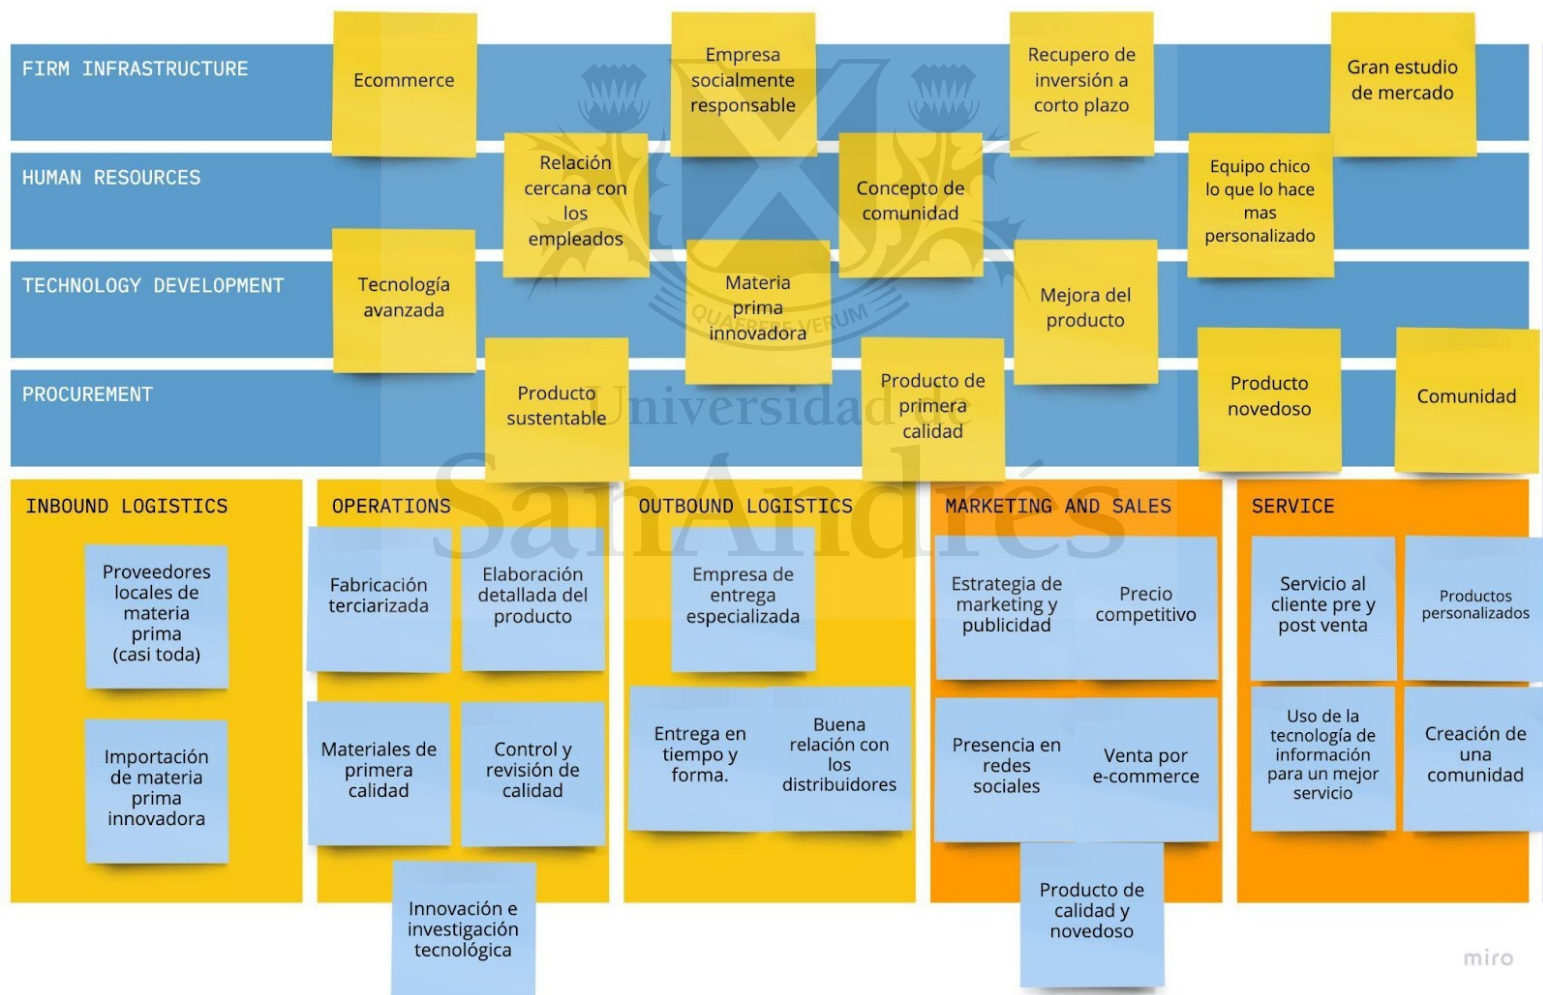 FIRM INFRASTRUCTURE
Ecommerce
Empresa
socialmente
responsable
Recupero de
inversión a
corto plazo
Gran estudio
de mercado
HUMAN RESOURCES
Relación
cercana con
los
empleados
Concepto de
comunidad
Equipo chico
lo que lo hace
mas
personalizado
TECHNOLOGY DEVELOPMENT
Tecnología
avanzada
Materia
prima
innovadora
Mejora del
producto
QUAERERE VERUM
PROCUREMENT
Producto
sustentable
Producto de
primera
calidad
Producto
novedoso
Comunidad
Universidad de
SanAndrés
INBOUND LOGISTICS
Proveedores
locales de
materia
prima
(casi toda)
Importación
de materia
prima
innovadora
OPERATIONS
Fabricación
terciarizada
Elaboración
detallada del
producto
Materiales de
primera
calidad
Control y
revisión de
calidad
Innovación e
investigación
tecnológica
OUTBOUND LOGISTICS
Empresa de
entrega
especializada
Entrega en
tiempo y
forma.
Buena
relación con
los
distribuidores
MARKETING AND SALES
Estrategia de
marketing y
publicidad
Precio
competitivo
Presencia en
redes
sociales
Venta por
e-commerce
Producto de
calidad y
novedoso
SERVICE
Servicio al
cliente pre y
post venta
Productos
personalizados
Uso de la
tecnología de
información
para un mejor
servicio
Creación de
una
comunidad
miro